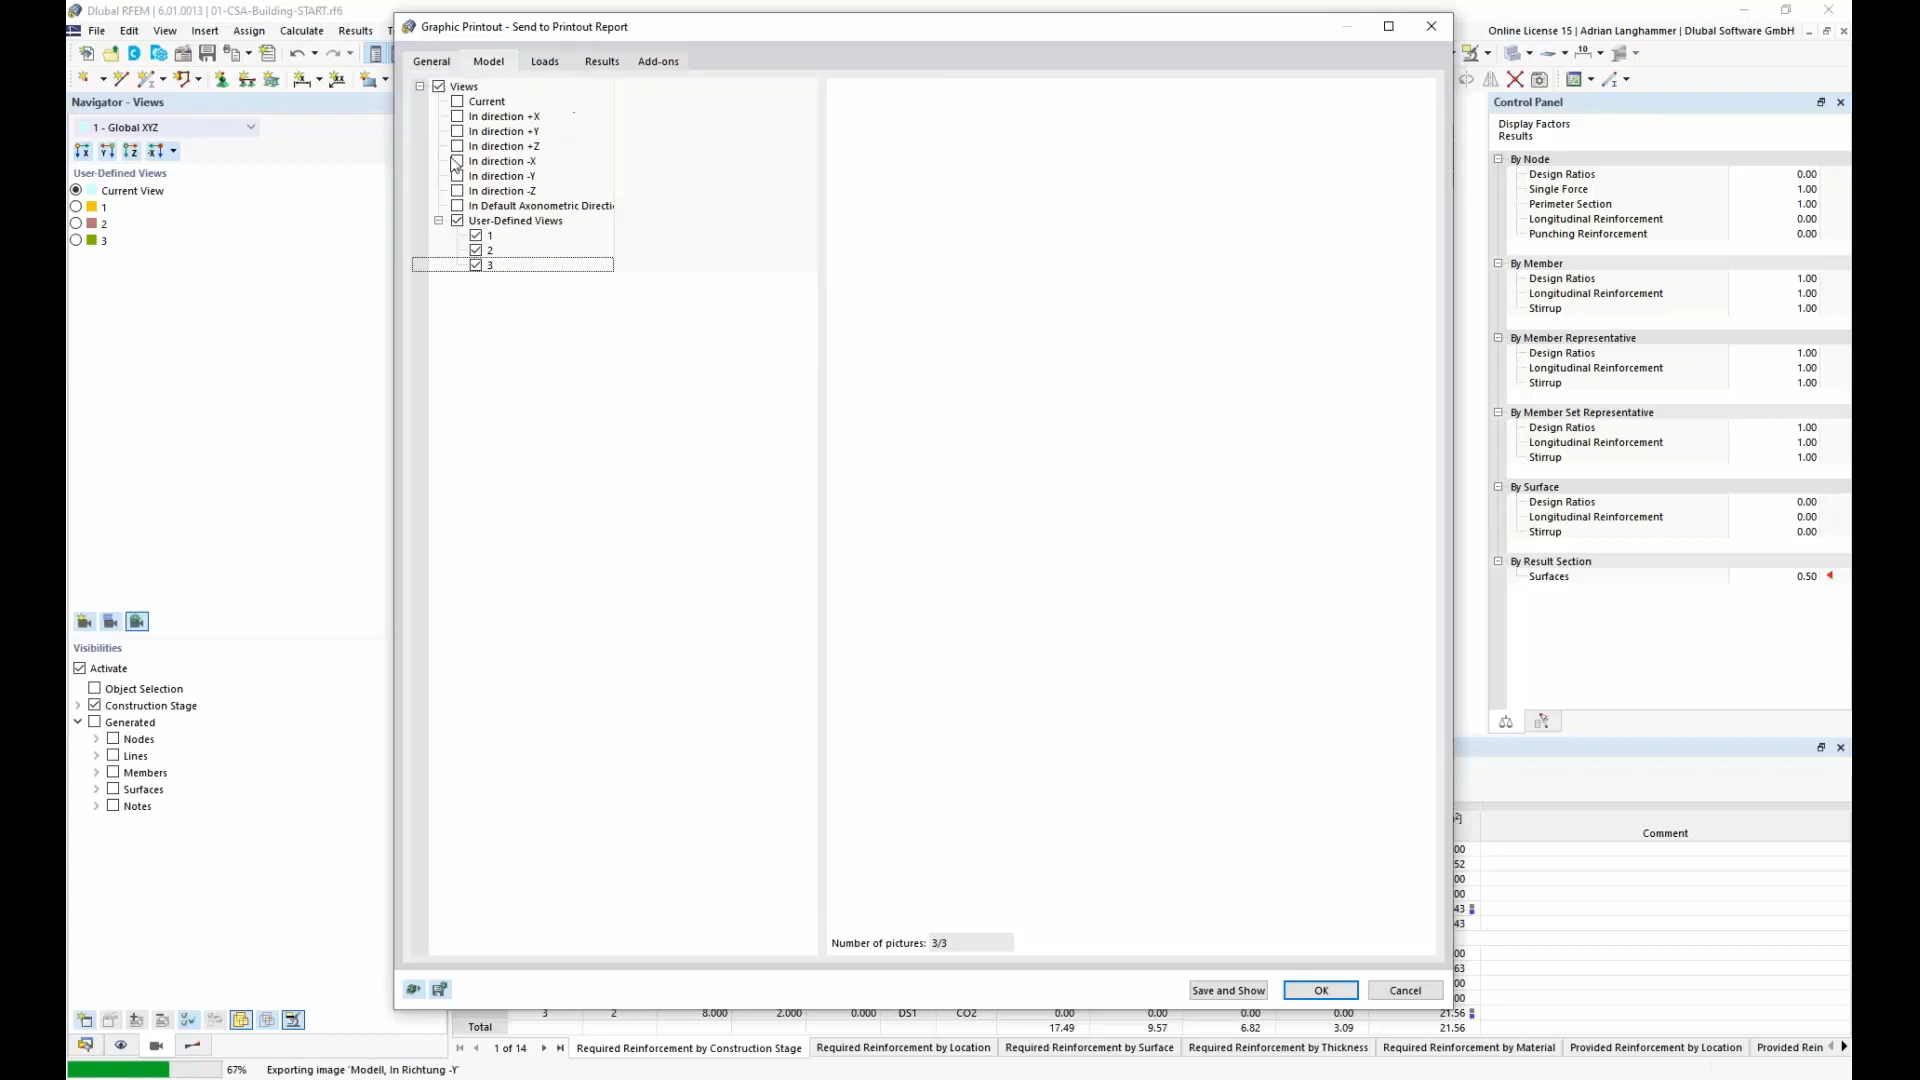 Dlubal RFEM | 6.01.0013 | 01-CSA-Building-START.rf6
File Edit View Insert Assign Calculate Results
Graphic Printout - Send to Printout Report
Online License 15 | Adrian Langhammer | Dlubal Software GmbH
General Model Loads Results Add-ons
Navigator - Views
1 - Global XYZ
User-Defined Views
Current View
1
2
3
Visibilities
Activate
Object Selection
Construction Stage
Generated
Nodes
Lines
Members
Surfaces
Notes
Views
Current
In direction +X
In direction +Y
In direction +Z
In direction -X
In direction -Y
In direction -Z
In Default Axonometric Directi
User-Defined Views
1
2
3
Number of pictures: 3/3
Save and Show OK Cancel
Control Panel
Display Factors
Results
By Node
Design Ratios 0.00
Single Force 1.00
Perimeter Section 1.00
Longitudinal Reinforcement 0.00
Punching Reinforcement 0.00
By Member
Design Ratios 1.00
Longitudinal Reinforcement 1.00
Stirrup 1.00
By Member Representative
Design Ratios 1.00
Longitudinal Reinforcement 1.00
Stirrup 1.00
By Member Set Representative
Design Ratios 1.00
Longitudinal Reinforcement 1.00
Stirrup 1.00
By Surface
Design Ratios 0.00
Longitudinal Reinforcement 0.00
Stirrup 0.00
By Result Section
Surfaces 0.50
Comment
00
52
00
00
43
43
00
63
00
00
3 2 8.000 2.000 0.000 DS1 CO2 0.00 0.00 0.00 0.00 21.56
Total 17.49 9.57 6.82 3.09 21.56
1 of 14 Required Reinforcement by Construction Stage Required Reinforcement by Location Required Reinforcement by Surface Required Reinforcement by Thickness Required Reinforcement by Material Provided Reinforcement by Location Provided Rein
67% Exporting image 'Modell, In Richtung -Y'